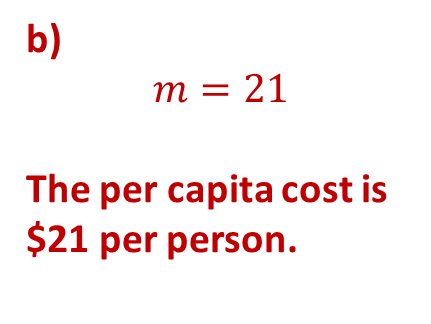 b)
m = 21
The per capita cost is
$21 per person.